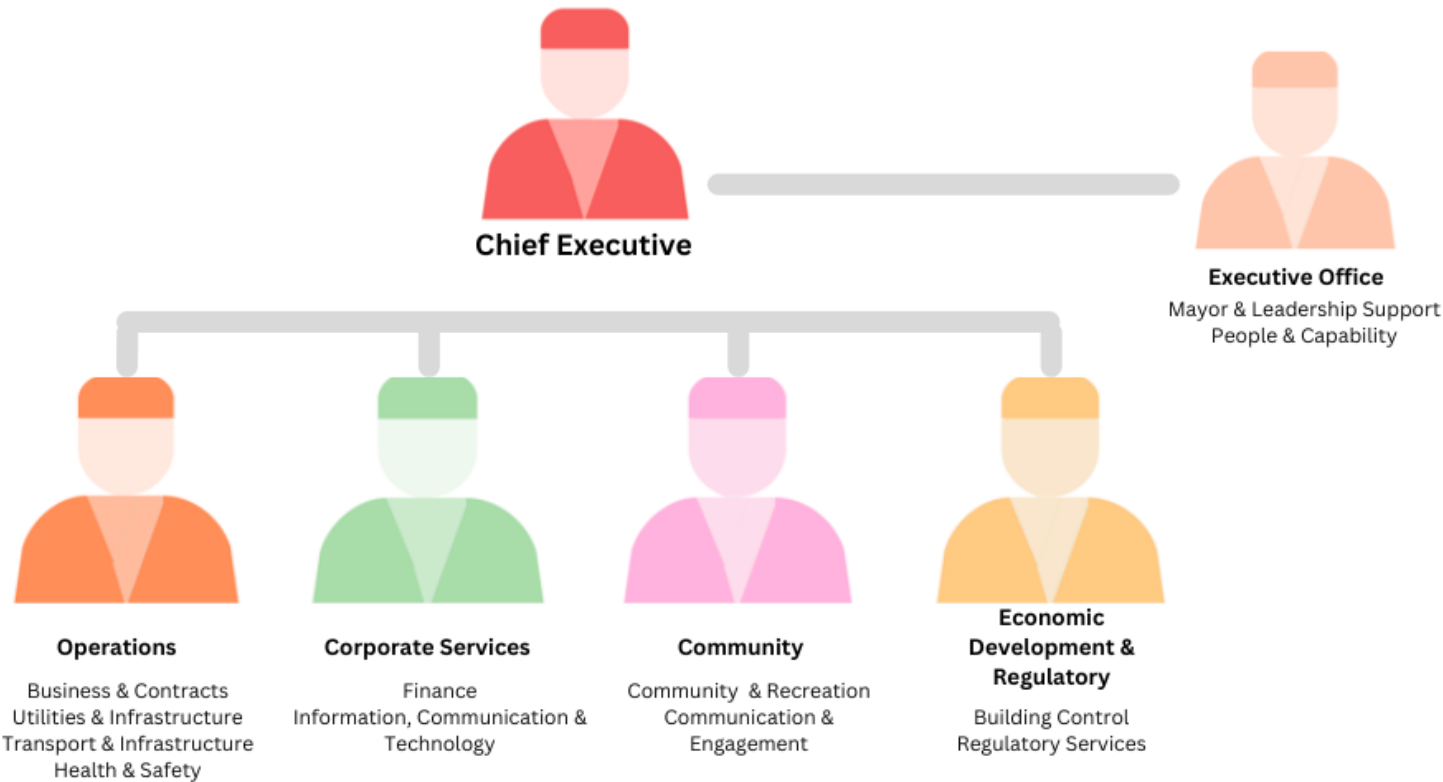 Chief Executive
Executive Office
Mayor & Leadership Support
People & Capability
Operations
Business & Contracts
Utilities & Infrastructure
Transport & Infrastructure
Health & Safety
Corporate Services
Finance
Information, Communication &
Technology
Community
Community & Recreation
Communication &
Engagement
Economic
Development &
Regulatory
Building Control
Regulatory Services